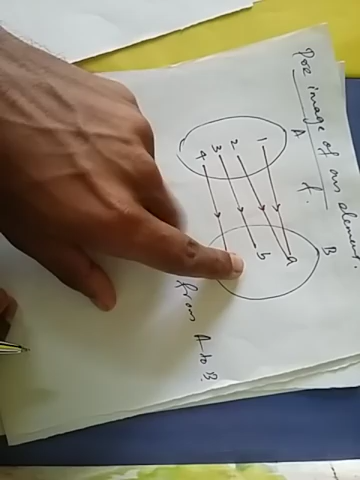 Pre image of an element.
A f. B
1 a
2
3 b
4
from A to B.